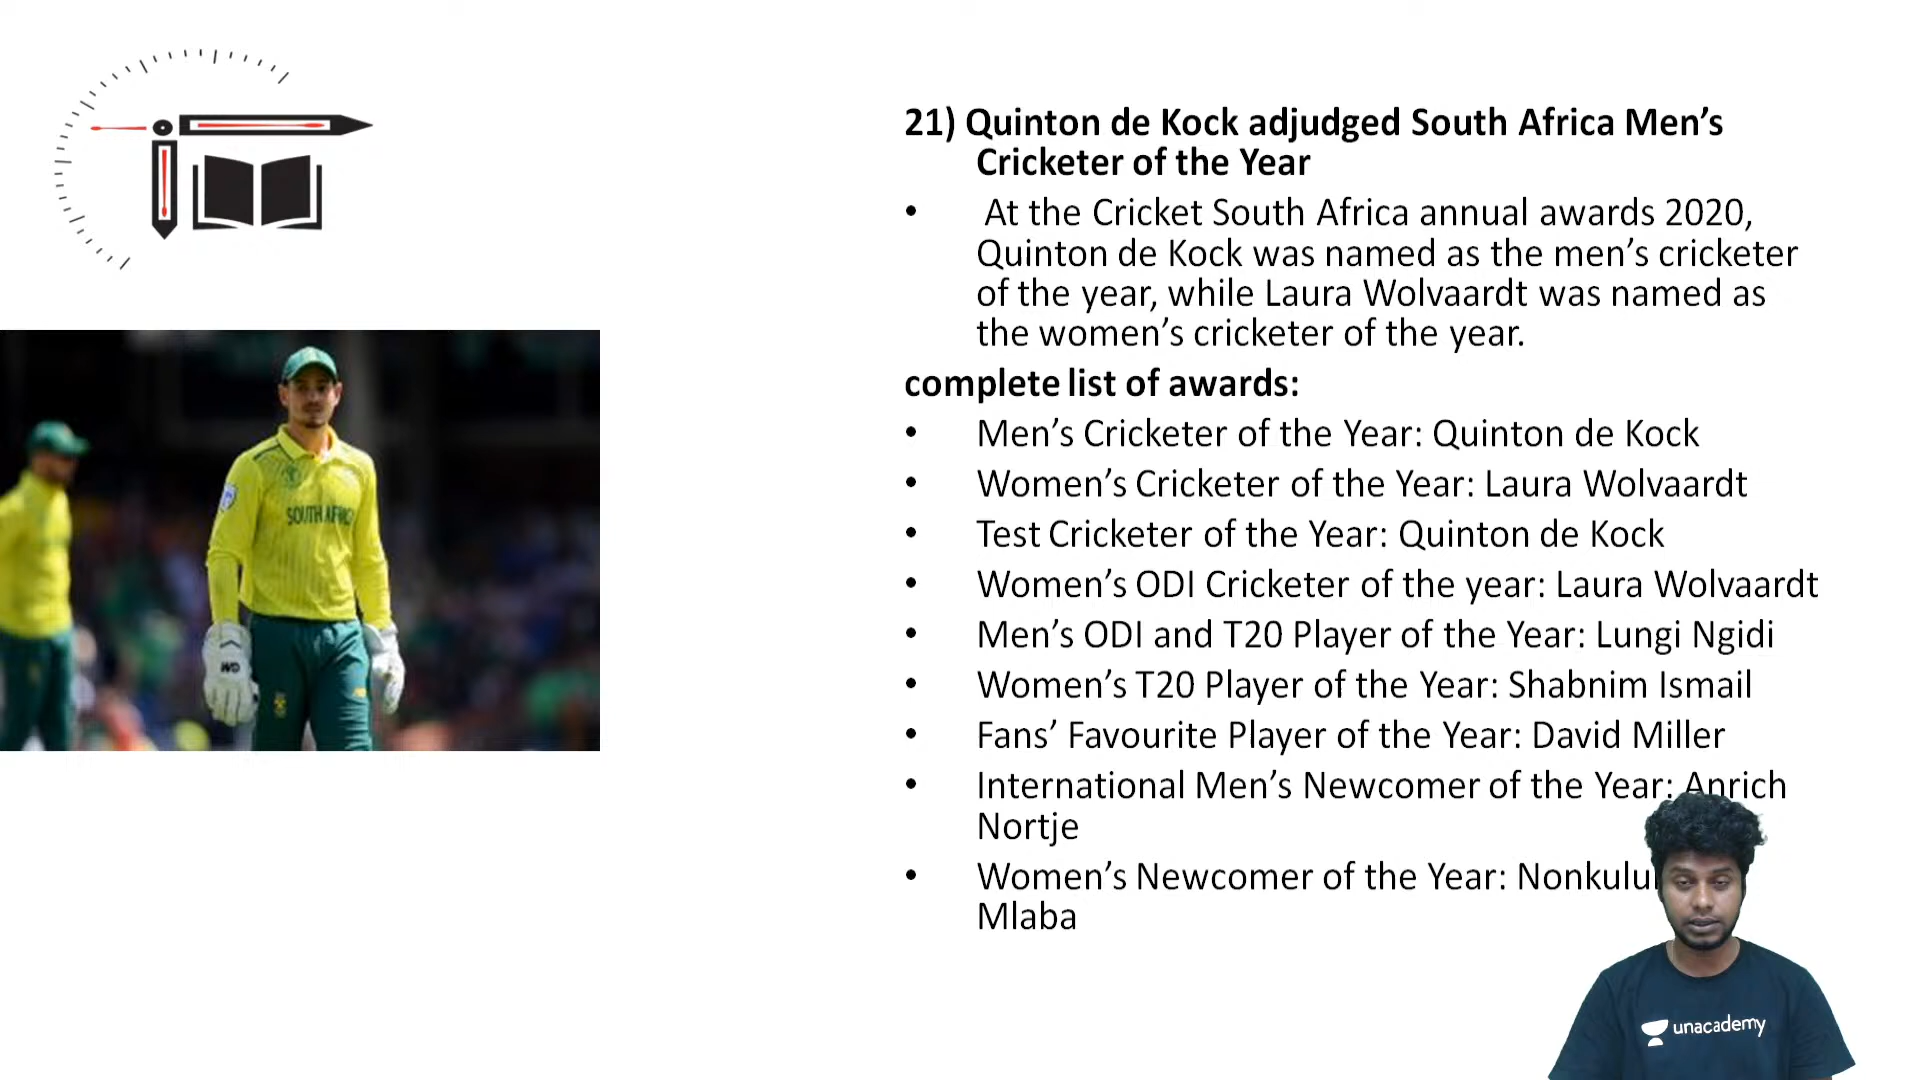 21) Quinton de Kock adjudged South Africa Men’s
Cricketer of the Year
• At the Cricket South Africa annual awards 2020,
Quinton de Kock was named as the men’s cricketer
of the year, while Laura Wolvaardt was named as
the women’s cricketer of the year.
complete list of awards:
• Men’s Cricketer of the Year: Quinton de Kock
• Women’s Cricketer of the Year: Laura Wolvaardt
• Test Cricketer of the Year: Quinton de Kock
• Women’s ODI Cricketer of the year: Laura Wolvaardt
• Men’s ODI and T20 Player of the Year: Lungi Ngidi
• Women’s T20 Player of the Year: Shabnim Ismail
• Fans’ Favourite Player of the Year: David Miller
• International Men’s Newcomer of the Year: Anrich
Nortje
• Women’s Newcomer of the Year:
Mlaba
SOUTH AFRICA
unacademy